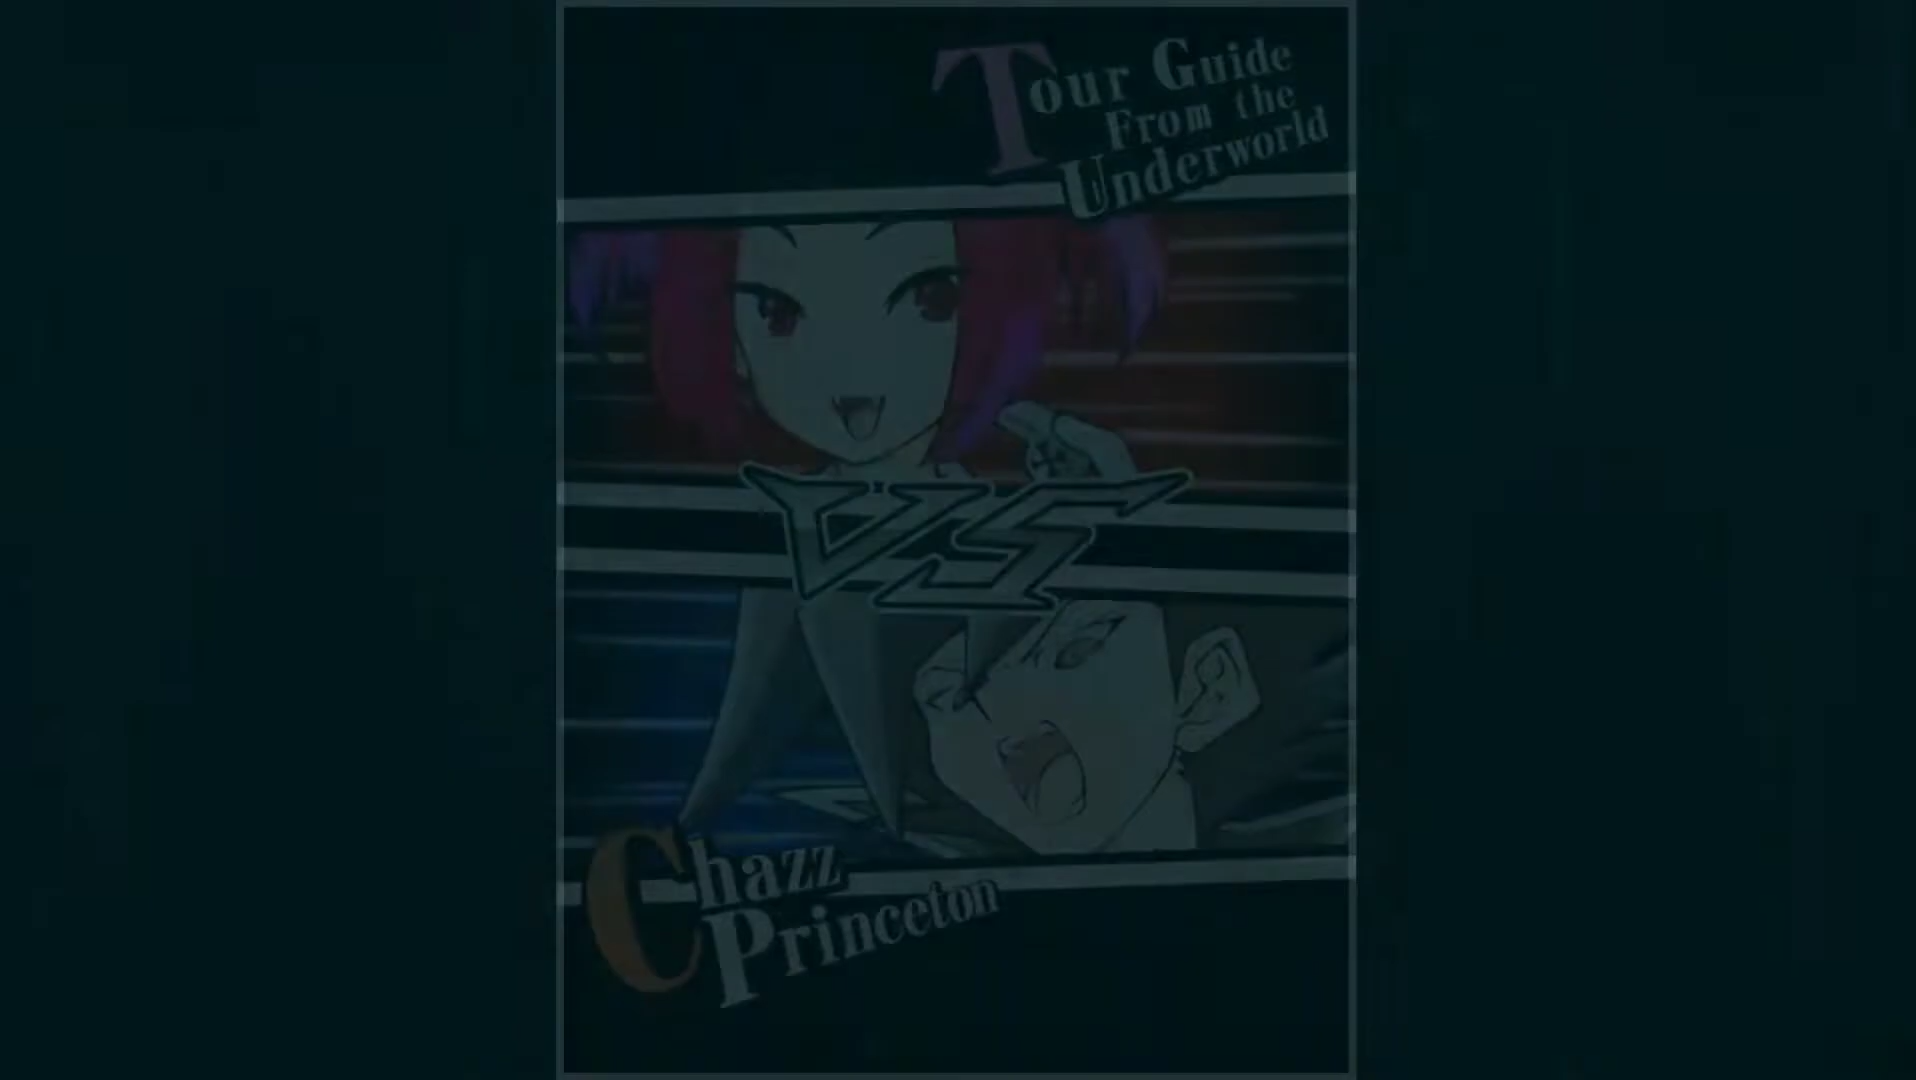 Tour Guide
From the
Underworld
VS
Chazz
Princeton